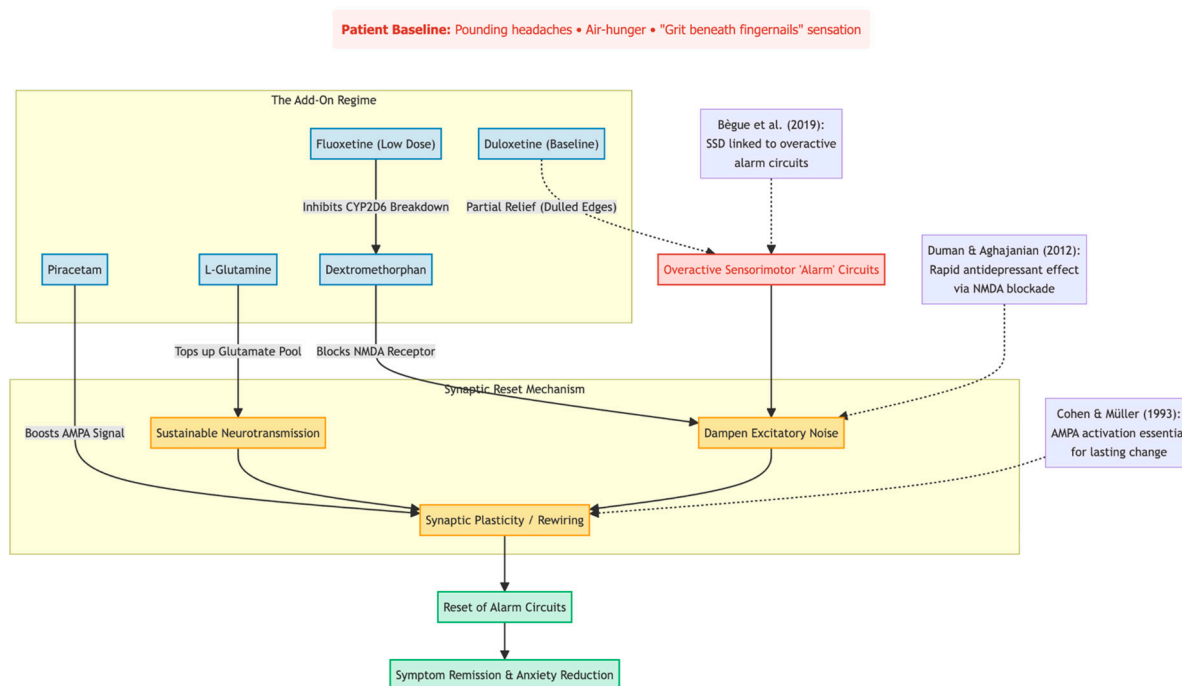 Patient Baseline: Pounding headaches • Air-hunger • "Grit beneath fingernails" sensation
The Add-On Regime
Fluoxetine (Low Dose)
Duloxetine (Baseline)
Bègue et al. (2019):
SSD linked to overactive
alarm circuits
Inhibits CYP2D6 Breakdown
Partial Relief (Dulled Edges)
Piracetam
L-Glutamine
Dextromethorphan
Overactive Sensorimotor 'Alarm' Circuits
Duman & Aghajanian (2012):
Rapid antidepressant effect
via NMDA blockade
Tops up Glutamate Pool
Blocks NMDA Receptor
Synaptic Reset Mechanism
Boosts AMPA Signal
Sustainable Neurotransmission
Dampen Excitatory Noise
Cohen & Müller (1993):
AMPA activation essentia
for lasting change
Synaptic Plasticity / Rewiring
Reset of Alarm Circuits
Symptom Remission & Anxiety Reduction